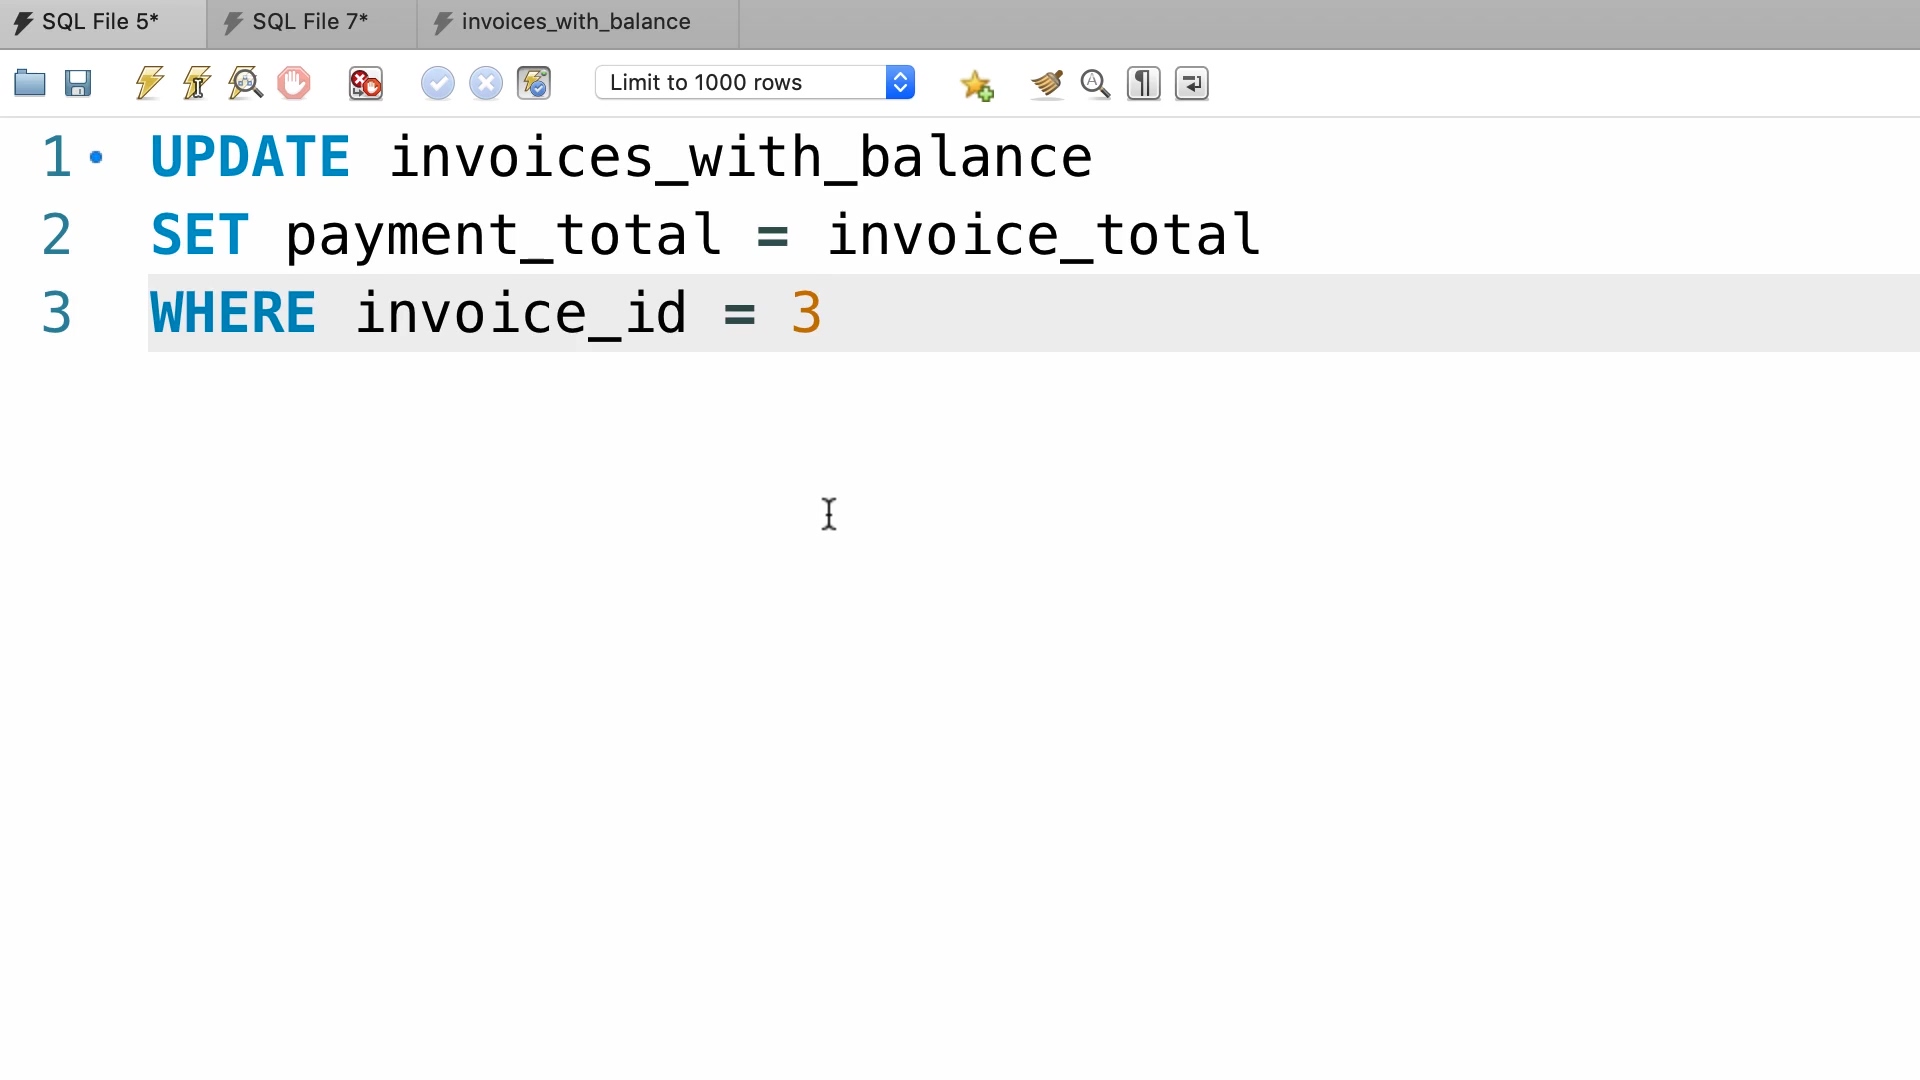 SQL File 5* SQL File 7* invoices_with_balance
Limit to 1000 rows
1 UPDATE invoices_with_balance
2 SET payment_total = invoice_total
3 WHERE invoice_id = 3